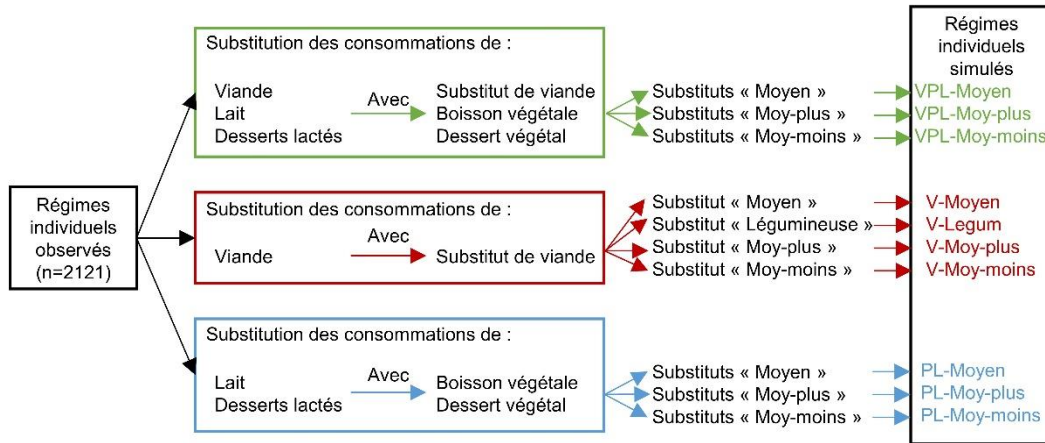 Régimes
individuels
observés
(n=2121)
Substitution des consommations de :
Viande
Lait
Desserts lactés
Avec
Substitut de viande
Boisson végétale
Dessert végétal
Substituts « Moyen »
Substituts « Moy-plus »
Substituts « Moy-moins »
Substitution des consommations de :
Viande
Avec
Substitut de viande
Substitut « Moyen »
Substitut « Légumineuse »
Substitut « Moy-plus »
Substitut « Moy-moins »
Substitution des consommations de :
Lait
Desserts lactés
Avec
Boisson végétale
Dessert végétal
Substituts « Moyen »
Substituts « Moy-plus »
Substituts « Moy-moins »
Régimes
individuels
simulés
VPL-Moyen
VPL-Moy-plus
VPL-Moy-moins
V-Moyen
V-Legum
V-Moy-plus
V-Moy-moins
PL-Moyen
PL-Moy-plus
PL-Moy-moins